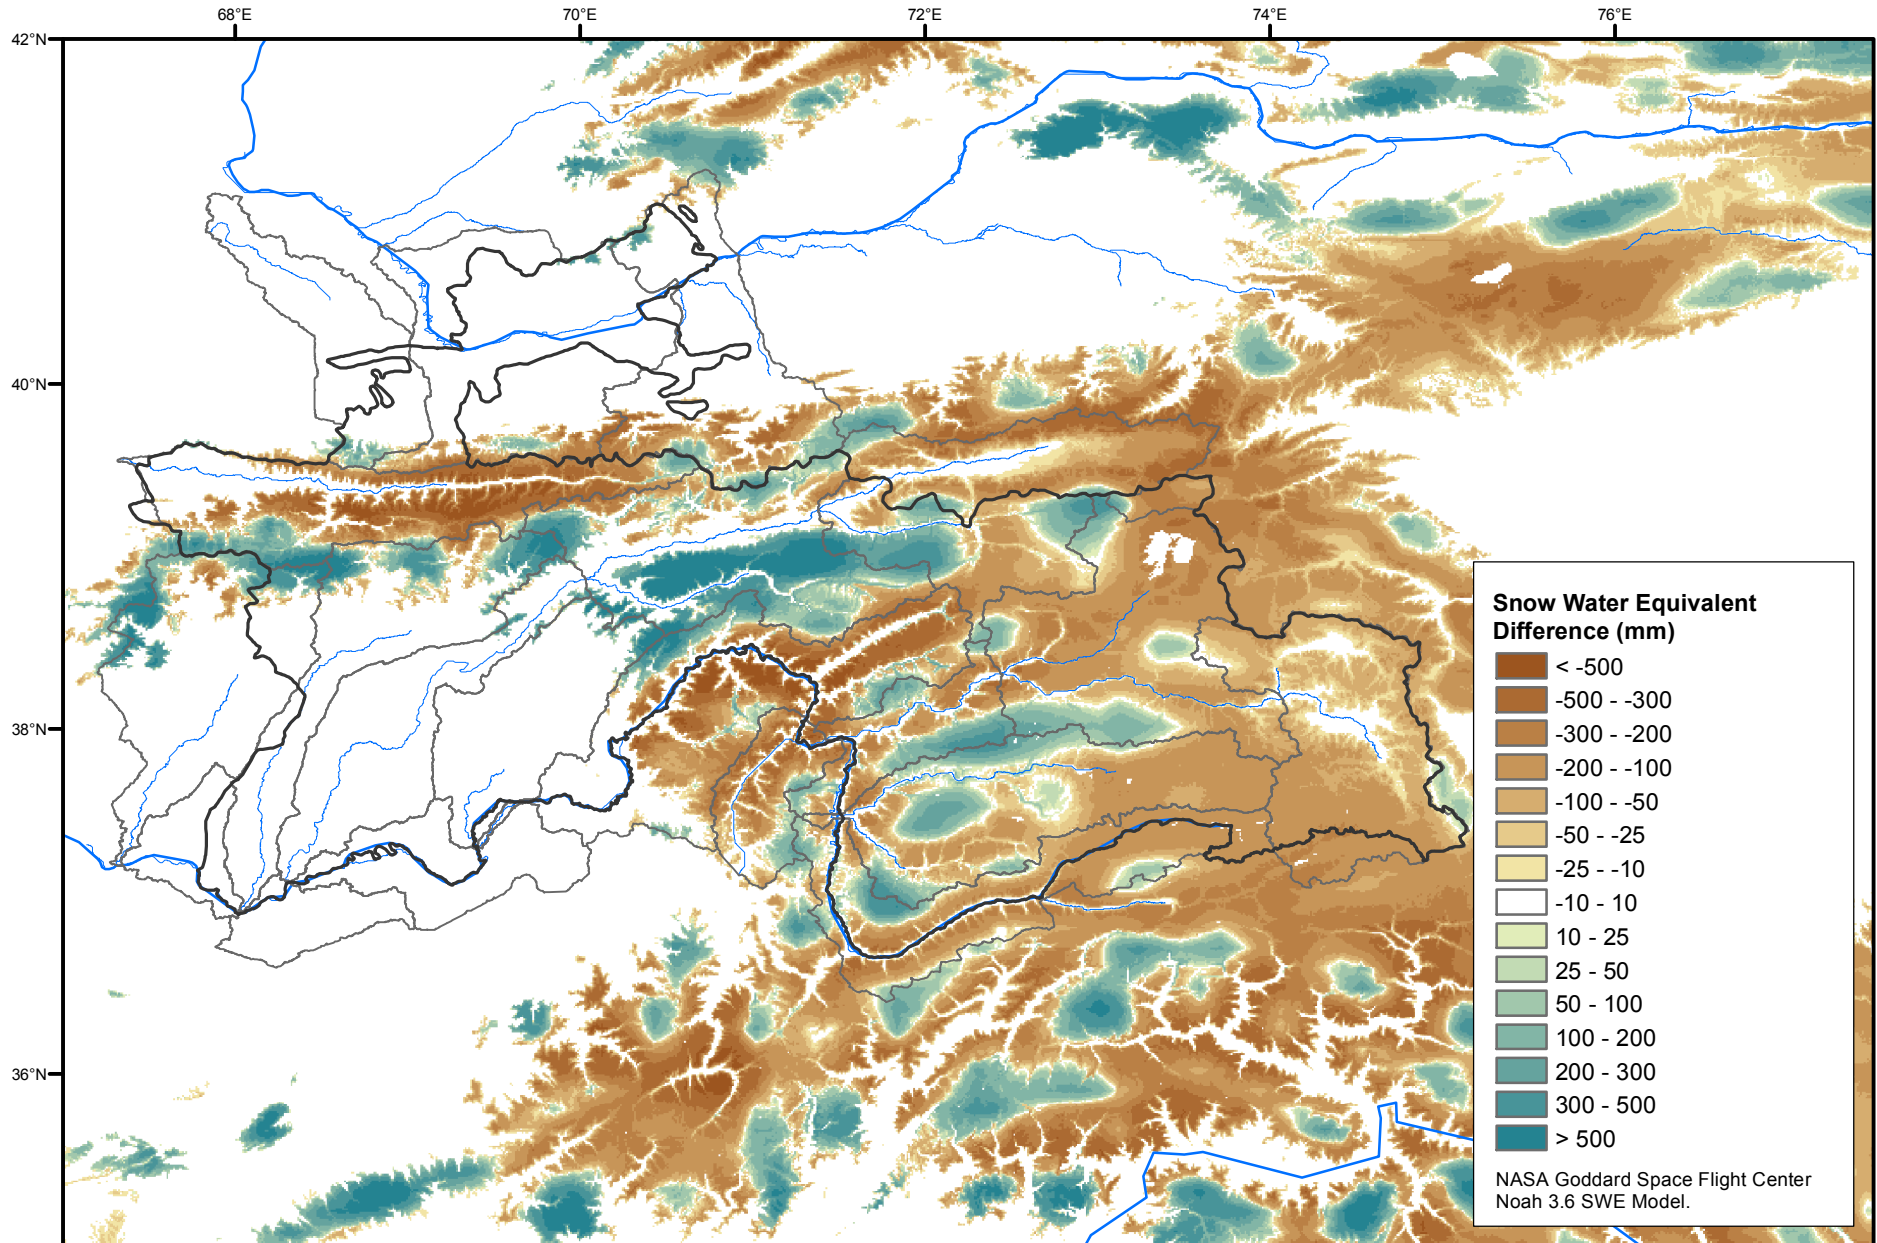 68°E
70°E
72°E
74°E
76°E
42°N
40°N
38°N
36°N
Snow Water Equivalent
Difference (mm)
< -500
-500 - -300
-300 - -200
-200 - -100
-100 - -50
-50 - -25
-25 - -10
-10 - 10
10 - 25
25 - 50
50 - 100
100 - 200
200 - 300
300 - 500
> 500
NASA Goddard Space Flight Center
Noah 3.6 SWE Model.